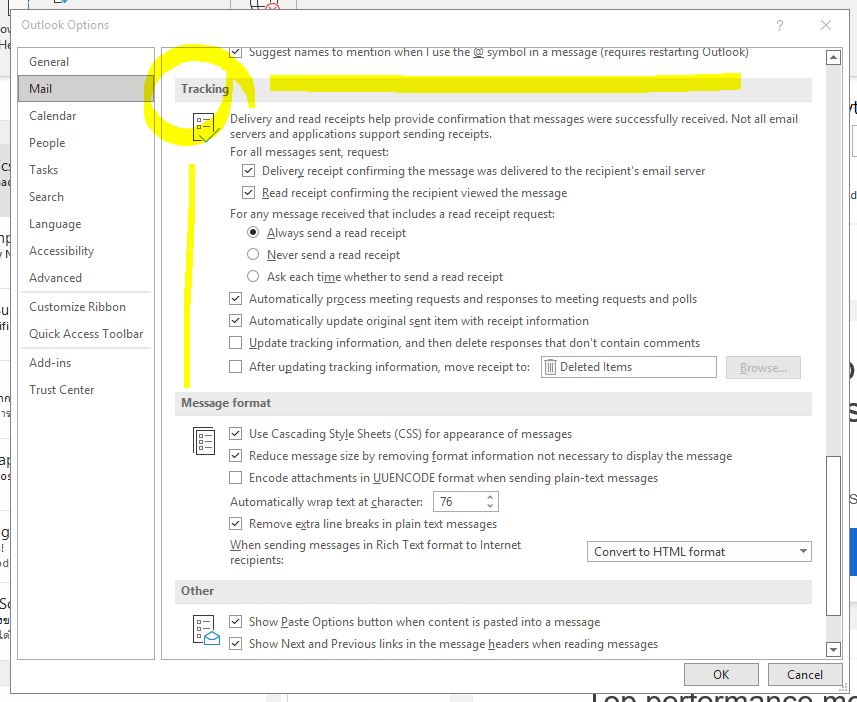 Outlook Options
General
Mail
Calendar
People
Tasks
Search
Language
Accessibility
Advanced
Customize Ribbon
Quick Access Toolbar
Add-ins
Trust Center
Suggest names to mention when I use the @ symbol in a message (requires restarting Outlook)
Tracking
Delivery and read receipts help provide confirmation that messages were successfully received. Not all email
servers and applications support sending receipts.
For all messages sent, request:
Delivery receipt confirming the message was delivered to the recipient's email server
Read receipt confirming the recipient viewed the message
For any message received that includes a read receipt request:
Always send a read receipt
Never send a read receipt
Ask each time whether to send a read receipt
Automatically process meeting requests and responses to meeting requests and polls
Automatically update original sent item with receipt information
Update tracking information, and then delete responses that don't contain comments
After updating tracking information, move receipt to: Deleted Items Browse...
Message format
Use Cascading Style Sheets (CSS) for appearance of messages
Reduce message size by removing format information not necessary to display the message
Encode attachments in UUENCODE format when sending plain-text messages
Automatically wrap text at character: 76
Remove extra line breaks in plain text messages
When sending messages in Rich Text format to Internet
recipients:
Convert to HTML format
Other
Show Paste Options button when content is pasted into a message
Show Next and Previous links in the message headers when reading messages
OK Cancel